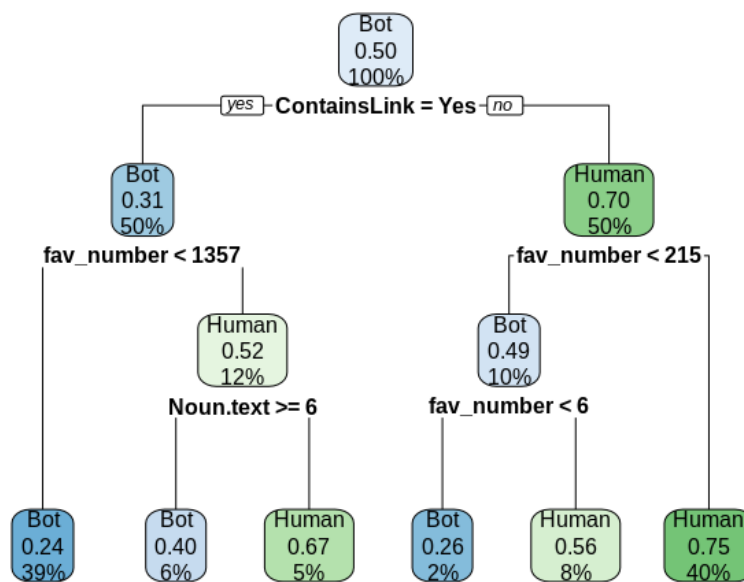 Bot
0.50
100%
yes ContainsLink = Yes no
Bot
0.31
50%
Human
0.70
50%
fav_number < 1357
fav_number < 215
Human
0.52
12%
Bot
0.49
10%
Noun.text >= 6
fav_number < 6
Bot
0.24
39%
Bot
0.40
6%
Human
0.67
5%
Bot
0.26
2%
Human
0.56
8%
Human
0.75
40%